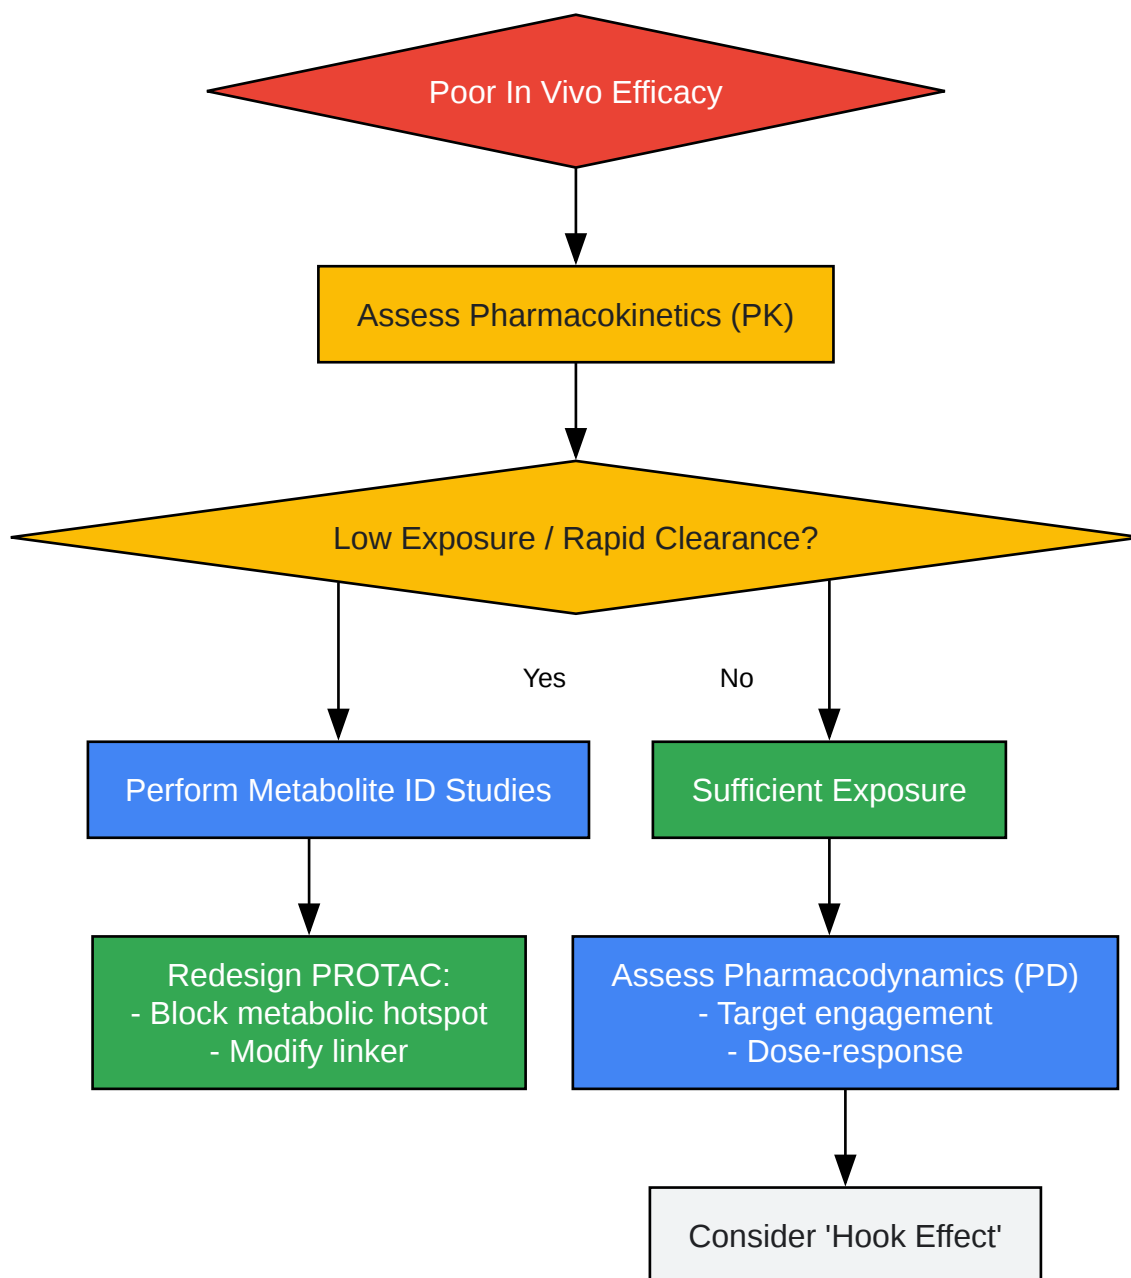 Poor In Vivo Efficacy
Assess Pharmacokinetics (PK)
Low Exposure / Rapid Clearance?
Yes
No
Perform Metabolite ID Studies
Sufficient Exposure
Redesign PROTAC:
- Block metabolic hotspot
- Modify linker
Assess Pharmacodynamics (PD)
- Target engagement
- Dose-response
Consider 'Hook Effect'